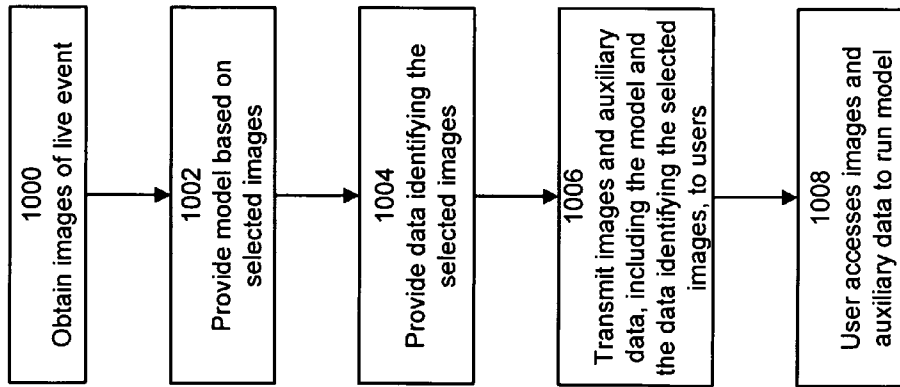 1000
Obtain images of live event
1002
Provide model based on
selected images
1004
Provide data identifying the
selected images
1006
Transmit images and auxiliary
data, including the model and
the data identifying the selected
images, to users
1008
User accesses images and
auxiliary data to run model